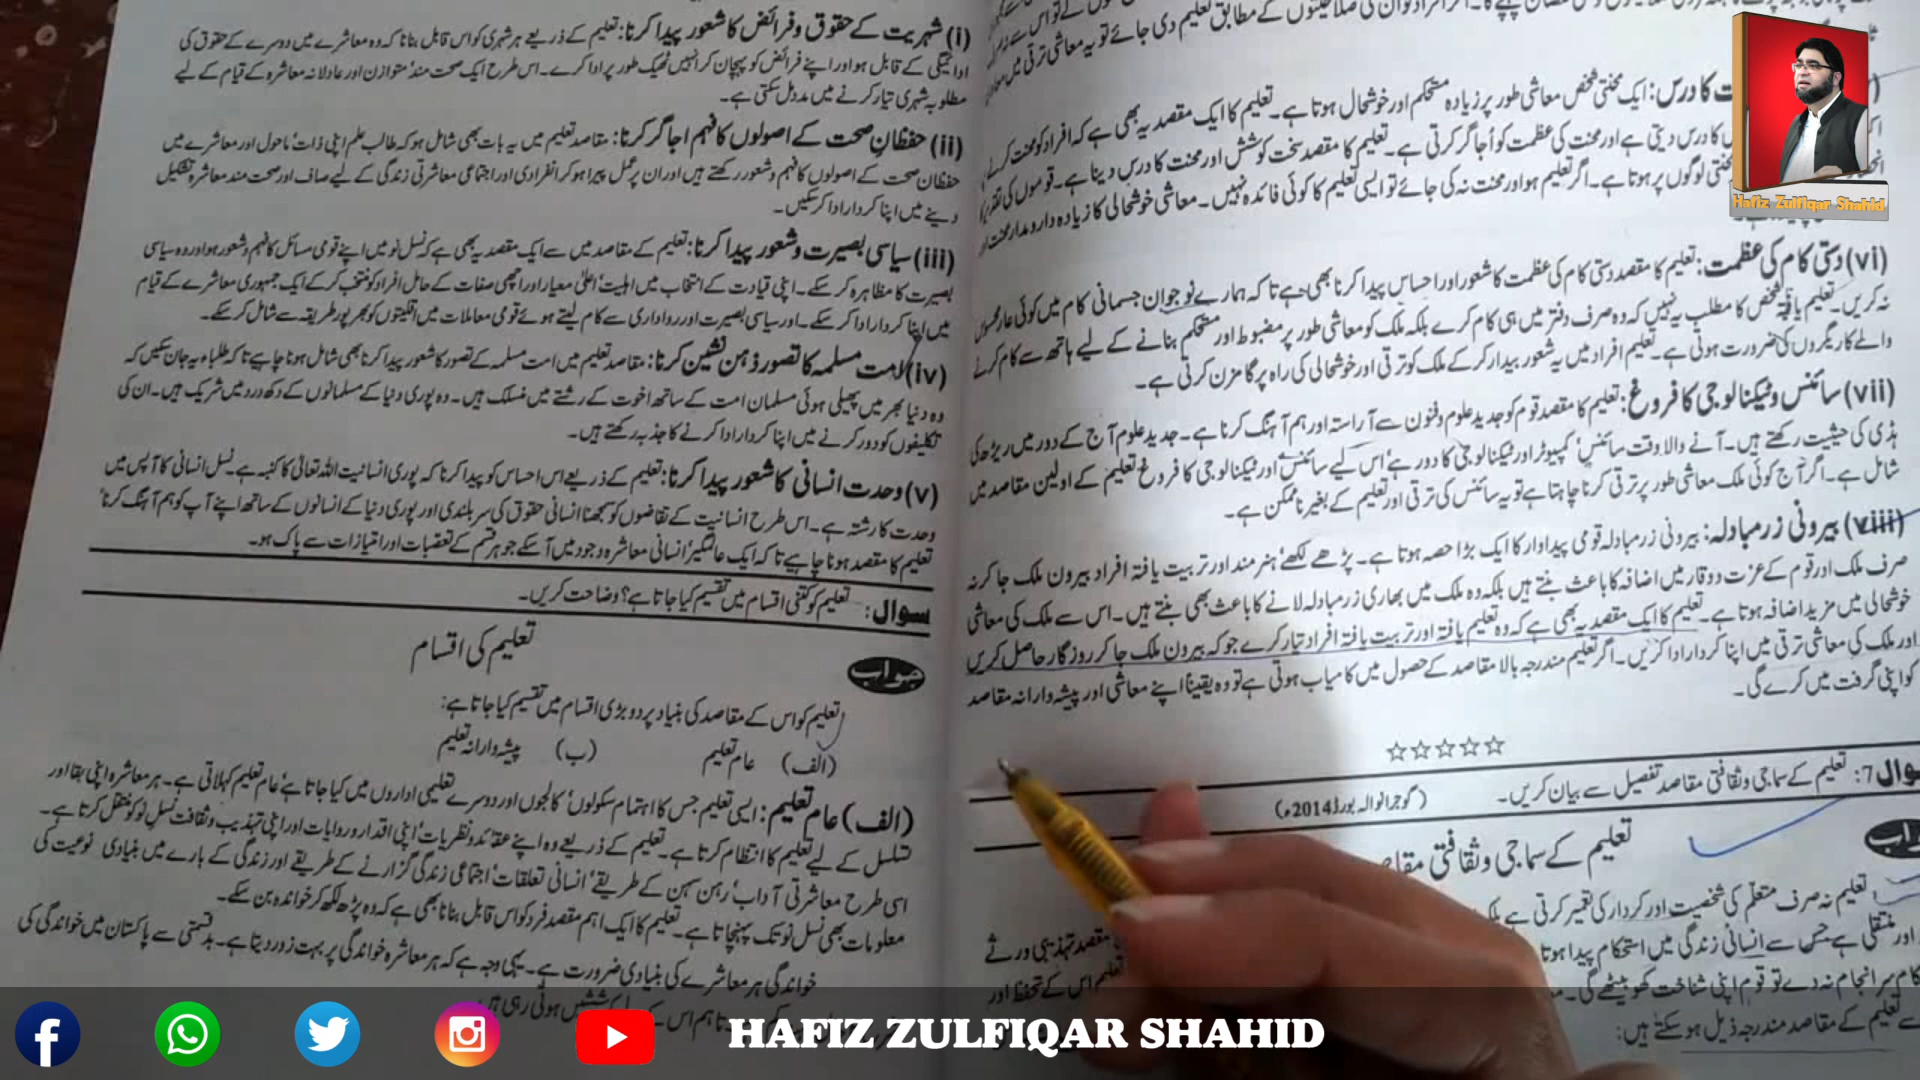 صلاحیتوں کے مطابق تعلیم دی جائے تو یہ معاشی ترقی میں
کا درس: ایک محنتی شخص معاشی طور پر زیادہ مستحکم اور خوشحال ہوتا ہے۔ تعلیم کا ایک مقصد یہ بھی ہے کہ افراد کو محنت کرنے
کا درس دیتی ہے اور محنت کی عظمت کو اُجاگر کرتی ہے۔ تعلیم کا مقصد سخت کوشش اور محنت کا درس دینا ہے۔ قوموں کی
محنتی لوگوں پر ہوتا ہے۔ اگر تعلیم ہو اور محنت نہ کی جائے تو ایسی تعلیم کا کوئی فائدہ نہیں۔ معاشی خوشحالی کا زیادہ دارومدار محنت اور
(vi) دستی کام کی عظمت: تعلیم کا مقصد دستی کام کی عظمت کا شعور اور احساس پیدا کرنا بھی ہے تاکہ ہمارے نوجوان جسمانی کام میں کوئی عار محسوس
نہ کریں۔ تعلیم یافتہ شخص کا مطلب یہ نہیں کہ وہ صرف دفتر میں ہی کام کرے بلکہ ملک کو معاشی طور پر مضبوط اور مستحکم بنانے کے لیے ہاتھ سے کام کرنے
والے کاریگروں کی ضرورت ہوتی ہے۔ تعلیم افراد میں یہ شعور بیدار کر کے ملک کو ترقی اور خوشحالی کی راہ پر گامزن کرتی ہے۔
(vii) سائنس و ٹیکنالوجی کا فروغ: تعلیم کا مقصد قوم کو جدید علوم و فنون سے آراستہ اور ہم آہنگ کرنا ہے۔ جدید علوم آج کے دور میں ریڑھ کی
ہڈی کی حیثیت رکھتے ہیں۔ آنے والا وقت سائنس، کمپیوٹر اور ٹیکنالوجی کا دور ہے، اس لیے سائنس اور ٹیکنالوجی کا فروغ تعلیم کے اولین مقاصد میں
شامل ہے۔ اگر آج کوئی ملک معاشی طور پر ترقی کرنا چاہتا ہے تو یہ سائنس کی ترقی اور تعلیم کے بغیر ناممکن ہے۔
(viii) بیرونی زرمبادلہ: بیرونی زرمبادلہ قومی پیداوار کا ایک بڑا حصہ ہوتا ہے۔ پڑھے لکھے، ہنرمند اور تربیت یافتہ افراد بیرون ملک جا کر نہ
صرف ملک اور قوم کے عزت و وقار میں اضافہ کا باعث بنتے ہیں بلکہ وہ ملک میں بھاری زرمبادلہ لانے کا باعث بھی بنتے ہیں۔ اس سے ملک کی معاشی
خوشحالی میں مزید اضافہ ہوتا ہے۔ تعلیم کا ایک مقصد یہ بھی ہے کہ وہ تعلیم یافتہ اور تربیت یافتہ افراد تیار کرے جو کہ بیرون ملک جا کر روزگار حاصل کریں
اور ملک کی معاشی ترقی میں اپنا کردار ادا کریں۔ اگر تعلیم مندرجہ بالا مقاصد کے حصول میں کامیاب ہوتی ہے تو وہ یقیناً اپنے معاشی اور پیشہ وارانہ مقاصد
کو اپنی گرفت میں کرے گی۔
☆☆☆☆☆
سوال 7: تعلیم کے سماجی و ثقافتی مقاصد تفصیل سے بیان کریں۔ (گوجرانوالہ بورڈ 2014ء)
جواب
تعلیم کے سماجی و ثقافتی
تعلیم نہ صرف متعلّم کی شخصیت اور کردار کی تعمیر کرتی ہے
اور منتقلی ہے جس سے انسانی زندگی میں استحکام پیدا ہوتا مقصد تہذیبی ورثے
کام سرانجام نہ دے تو قوم اپنی شناخت کھو بیٹھے گی۔ تعلیم اس کے تحفظ اور
تعلیم کے مقاصد مندرجہ ذیل ہو سکتے ہیں:
(i) شہریت کے حقوق و فرائض کا شعور پیدا کرنا: تعلیم کے ذریعے ہر شہری کو اس قابل بنانا کہ وہ معاشرے میں دوسرے کے حقوق کی
ادائیگی کے قابل ہو اور اپنے فرائض کو پہچان کر انہیں ٹھیک طور پر ادا کرے۔ اس طرح ایک صحت مند، متوازن اور عادلانہ معاشرہ کے قیام کے لیے
مطلوبہ شہری تیار کرنے میں مدد مل سکتی ہے۔
(ii) حفظانِ صحت کے اصولوں کا فہم اجاگر کرنا: مقاصد تعلیم میں یہ بات بھی شامل ہو کہ طالب علم اپنی ذات، ماحول اور معاشرے میں
حفظان صحت کے اصولوں کا فہم و شعور رکھتے ہیں اور ان پر عمل پیرا ہو کر انفرادی اور اجتماعی معاشرتی زندگی کے لیے صاف اور صحت مند معاشرہ تشکیل
دینے میں اپنا کردار ادا کر سکیں۔
(iii) سیاسی بصیرت و شعور پیدا کرنا: تعلیم کے مقاصد میں سے ایک مقصد یہ بھی ہے کہ نسل نو میں اپنے قومی مسائل کا فہم و شعور ہو اور وہ سیاسی
بصیرت کا مظاہرہ کر سکے۔ اپنی قیادت کے انتخاب میں اہلیت، اعلیٰ معیار اور اچھی صفات کے حامل افراد کو منتخب کر کے ایک جمہوری معاشرے کے قیام
میں اپنا کردار ادا کر سکے۔ اور سیاسی بصیرت اور رواداری سے کام لیتے ہوئے قومی معاملات میں اقلیتوں کو بھرپور طریقہ سے شامل کر سکے۔
(iv) امت مسلمہ کا تصور ذہن نشین کرنا: مقاصد تعلیم میں امت مسلمہ کے تصور کا شعور پیدا کرنا بھی شامل ہونا چاہیے تاکہ طلباء یہ جان سکیں کہ
وہ دنیا بھر میں پھیلی ہوئی مسلمان امت کے ساتھ اخوت کے رشتے میں منسلک ہیں۔ وہ پوری دنیا کے مسلمانوں کے دکھ درد میں شریک ہیں۔ ان کی
تکلیفوں کو دور کرنے میں اپنا کردار ادا کرنے کا جذبہ رکھتے ہیں۔
(v) وحدت انسانی کا شعور پیدا کرنا: تعلیم کے ذریعے اس احساس کو پیدا کرنا کہ پوری انسانیت اللہ تعالیٰ کا کنبہ ہے۔ نسل انسانی کا آپس میں
وحدت کا رشتہ ہے۔ اس طرح انسانیت کے تقاضوں کو سمجھنا، انسانی حقوق کی سربلندی اور پوری دنیا کے انسانوں کے ساتھ اپنے آپ کو ہم آہنگ کرنا،
تعلیم کا مقصد ہونا چاہیے تاکہ ایک عالمگیر انسانی معاشرہ وجود میں آ سکے جو ہر قسم کے تعصبات اور امتیازات سے پاک ہو۔
سوال: تعلیم کو کتنی اقسام میں تقسیم کیا جاتا ہے؟ وضاحت کریں۔
جواب
تعلیم کی اقسام
تعلیم کو اس کے مقاصد کی بنیاد پر دو بڑی اقسام میں تقسیم کیا جاتا ہے:
(الف) عام تعلیم (ب) پیشہ وارانہ تعلیم
(الف) عام تعلیم: ایسی تعلیم جس کا اہتمام سکولوں، کالجوں اور دوسرے تعلیمی اداروں میں کیا جاتا ہے، عام تعلیم کہلاتی ہے۔ ہر معاشرہ اپنی بقا اور
تسلسل کے لیے تعلیم کا انتظام کرتا ہے۔ تعلیم کے ذریعے وہ اپنے عقائد و نظریات، اپنی اقدار و روایات اور اپنی تہذیب و ثقافت نسل نو کو منتقل کرتا ہے۔
اسی طرح معاشرتی آداب، رہن سہن کے طریقے، انسانی تعلقات، اجتماعی زندگی گزارنے کے طریقے اور زندگی کے بارے میں بنیادی نوعیت کی
معلومات بھی نسل نو تک پہنچاتا ہے۔ تعلیم کا ایک اہم مقصد فرد کو اس قابل بنانا بھی ہے کہ وہ پڑھ لکھ کر خواندہ بن سکے۔
خواندگی ہر معاشرے کی بنیادی ضرورت ہے۔ یہی وجہ ہے کہ ہر معاشرہ خواندگی پر بہت زور دیتا ہے۔ بدقسمتی سے پاکستان میں خواندگی کی
Hafiz Zulfiqar Shahid
HAFIZ ZULFIQAR SHAHID